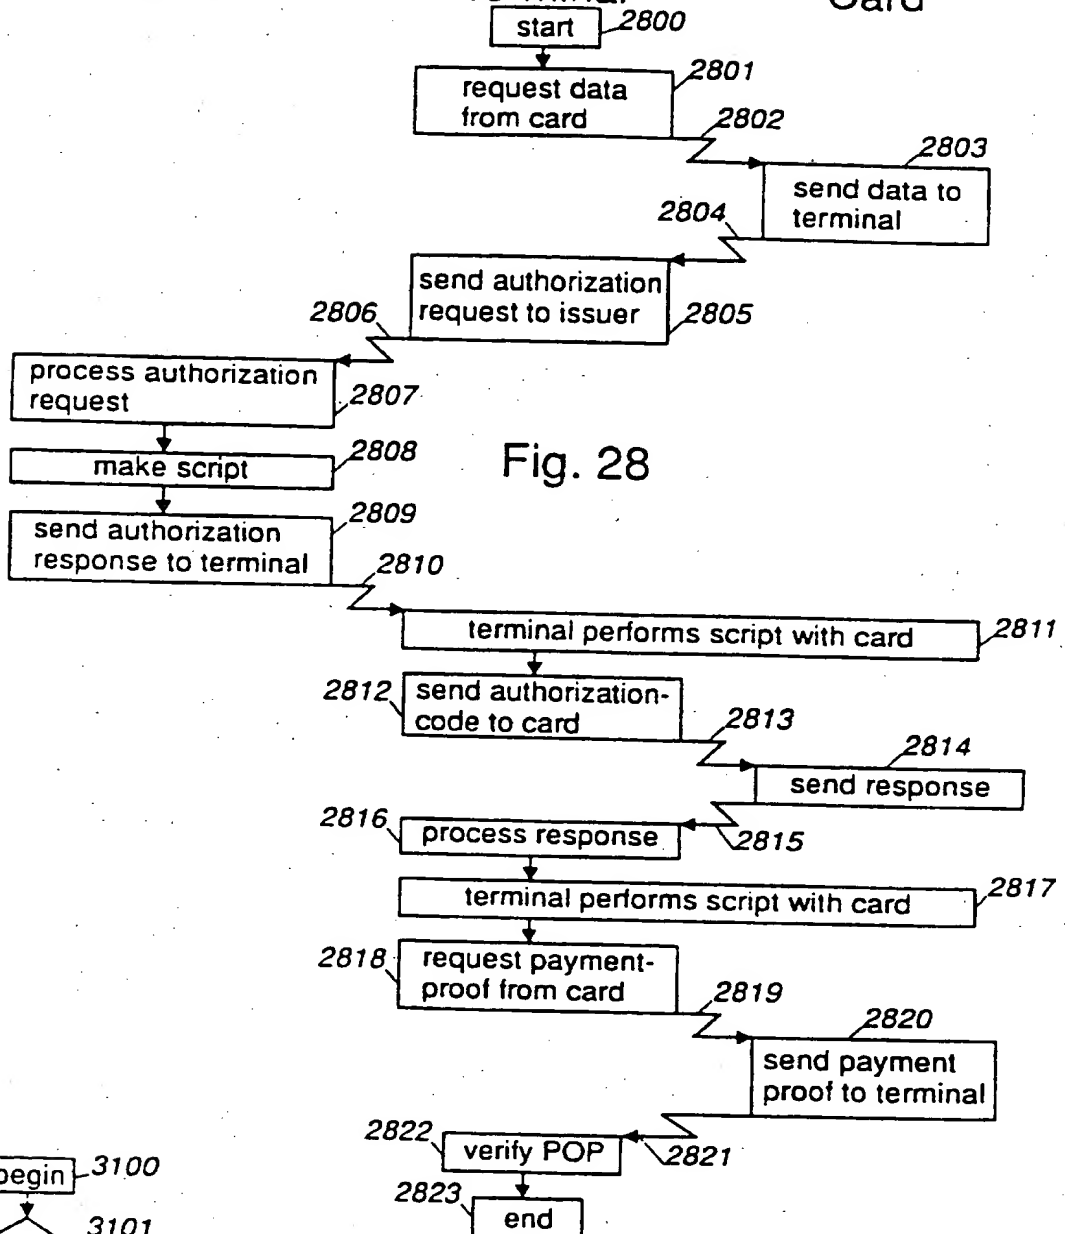 Card
start 2800
2801
request data
from card
2802
2803
send data to
terminal
2804
send authorization
request to issuer
2805
2806
process authorization
request
2807
make script
2808
Fig. 28
2809
send authorization
response to terminal
2810
terminal performs script with card
2811
2812
send authorization-
code to card
2813
2814
send response
2815
2816
process response
terminal performs script with card
2817
2818
request payment-
proof from card
2819
2820
send payment
proof to terminal
2821
2822
verify POP
2823
end
begin 3100
3101